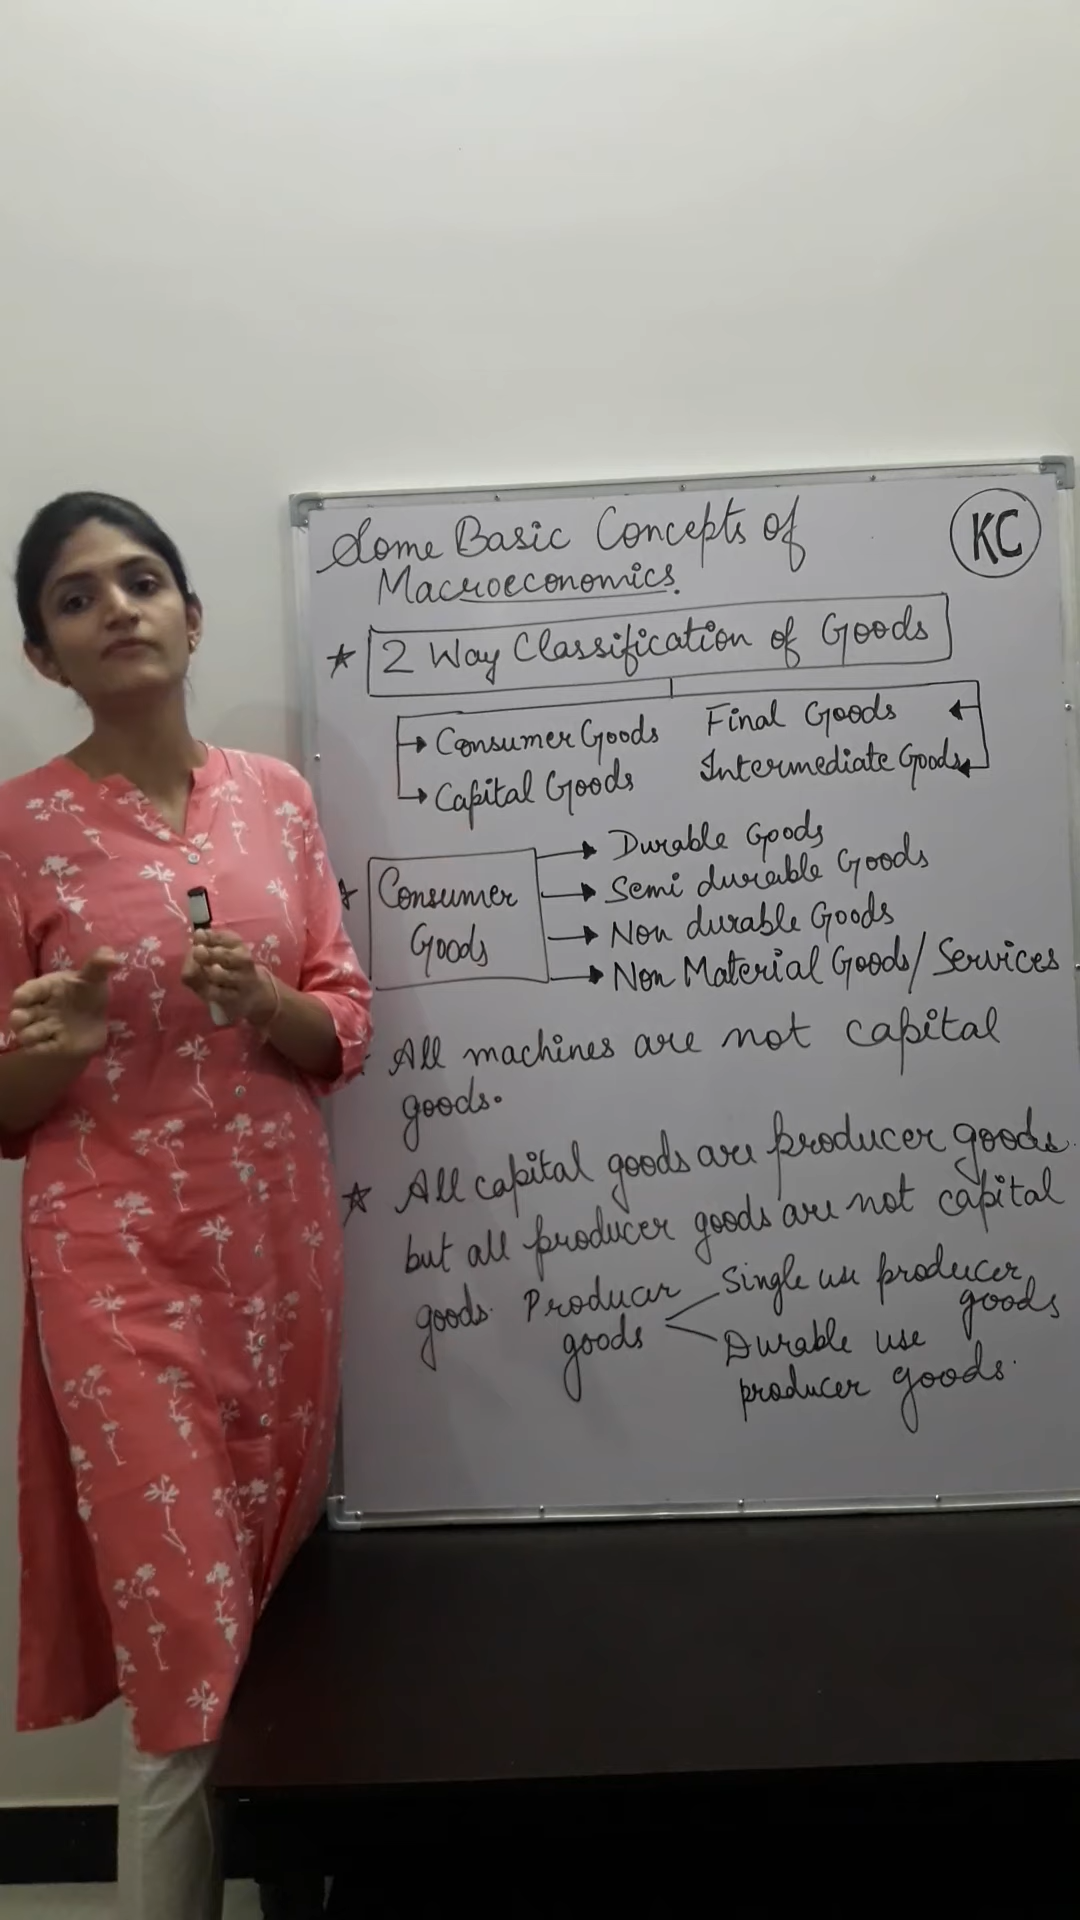 Some Basic Concepts of
KC
Macroeconomics.
2 Way Classification of Goods
Consumer Goods
Capital Goods
Final Goods
Intermediate Goods
Consumer
Goods
Durable Goods
Semi durable Goods
Non durable Goods
Non Material Goods/Services
All machines are not capital
goods.
All capital goods are producer goods.
but all producer goods are not capital
goods.
Producer
goods
Single use producer
goods
Durable use
producer goods.